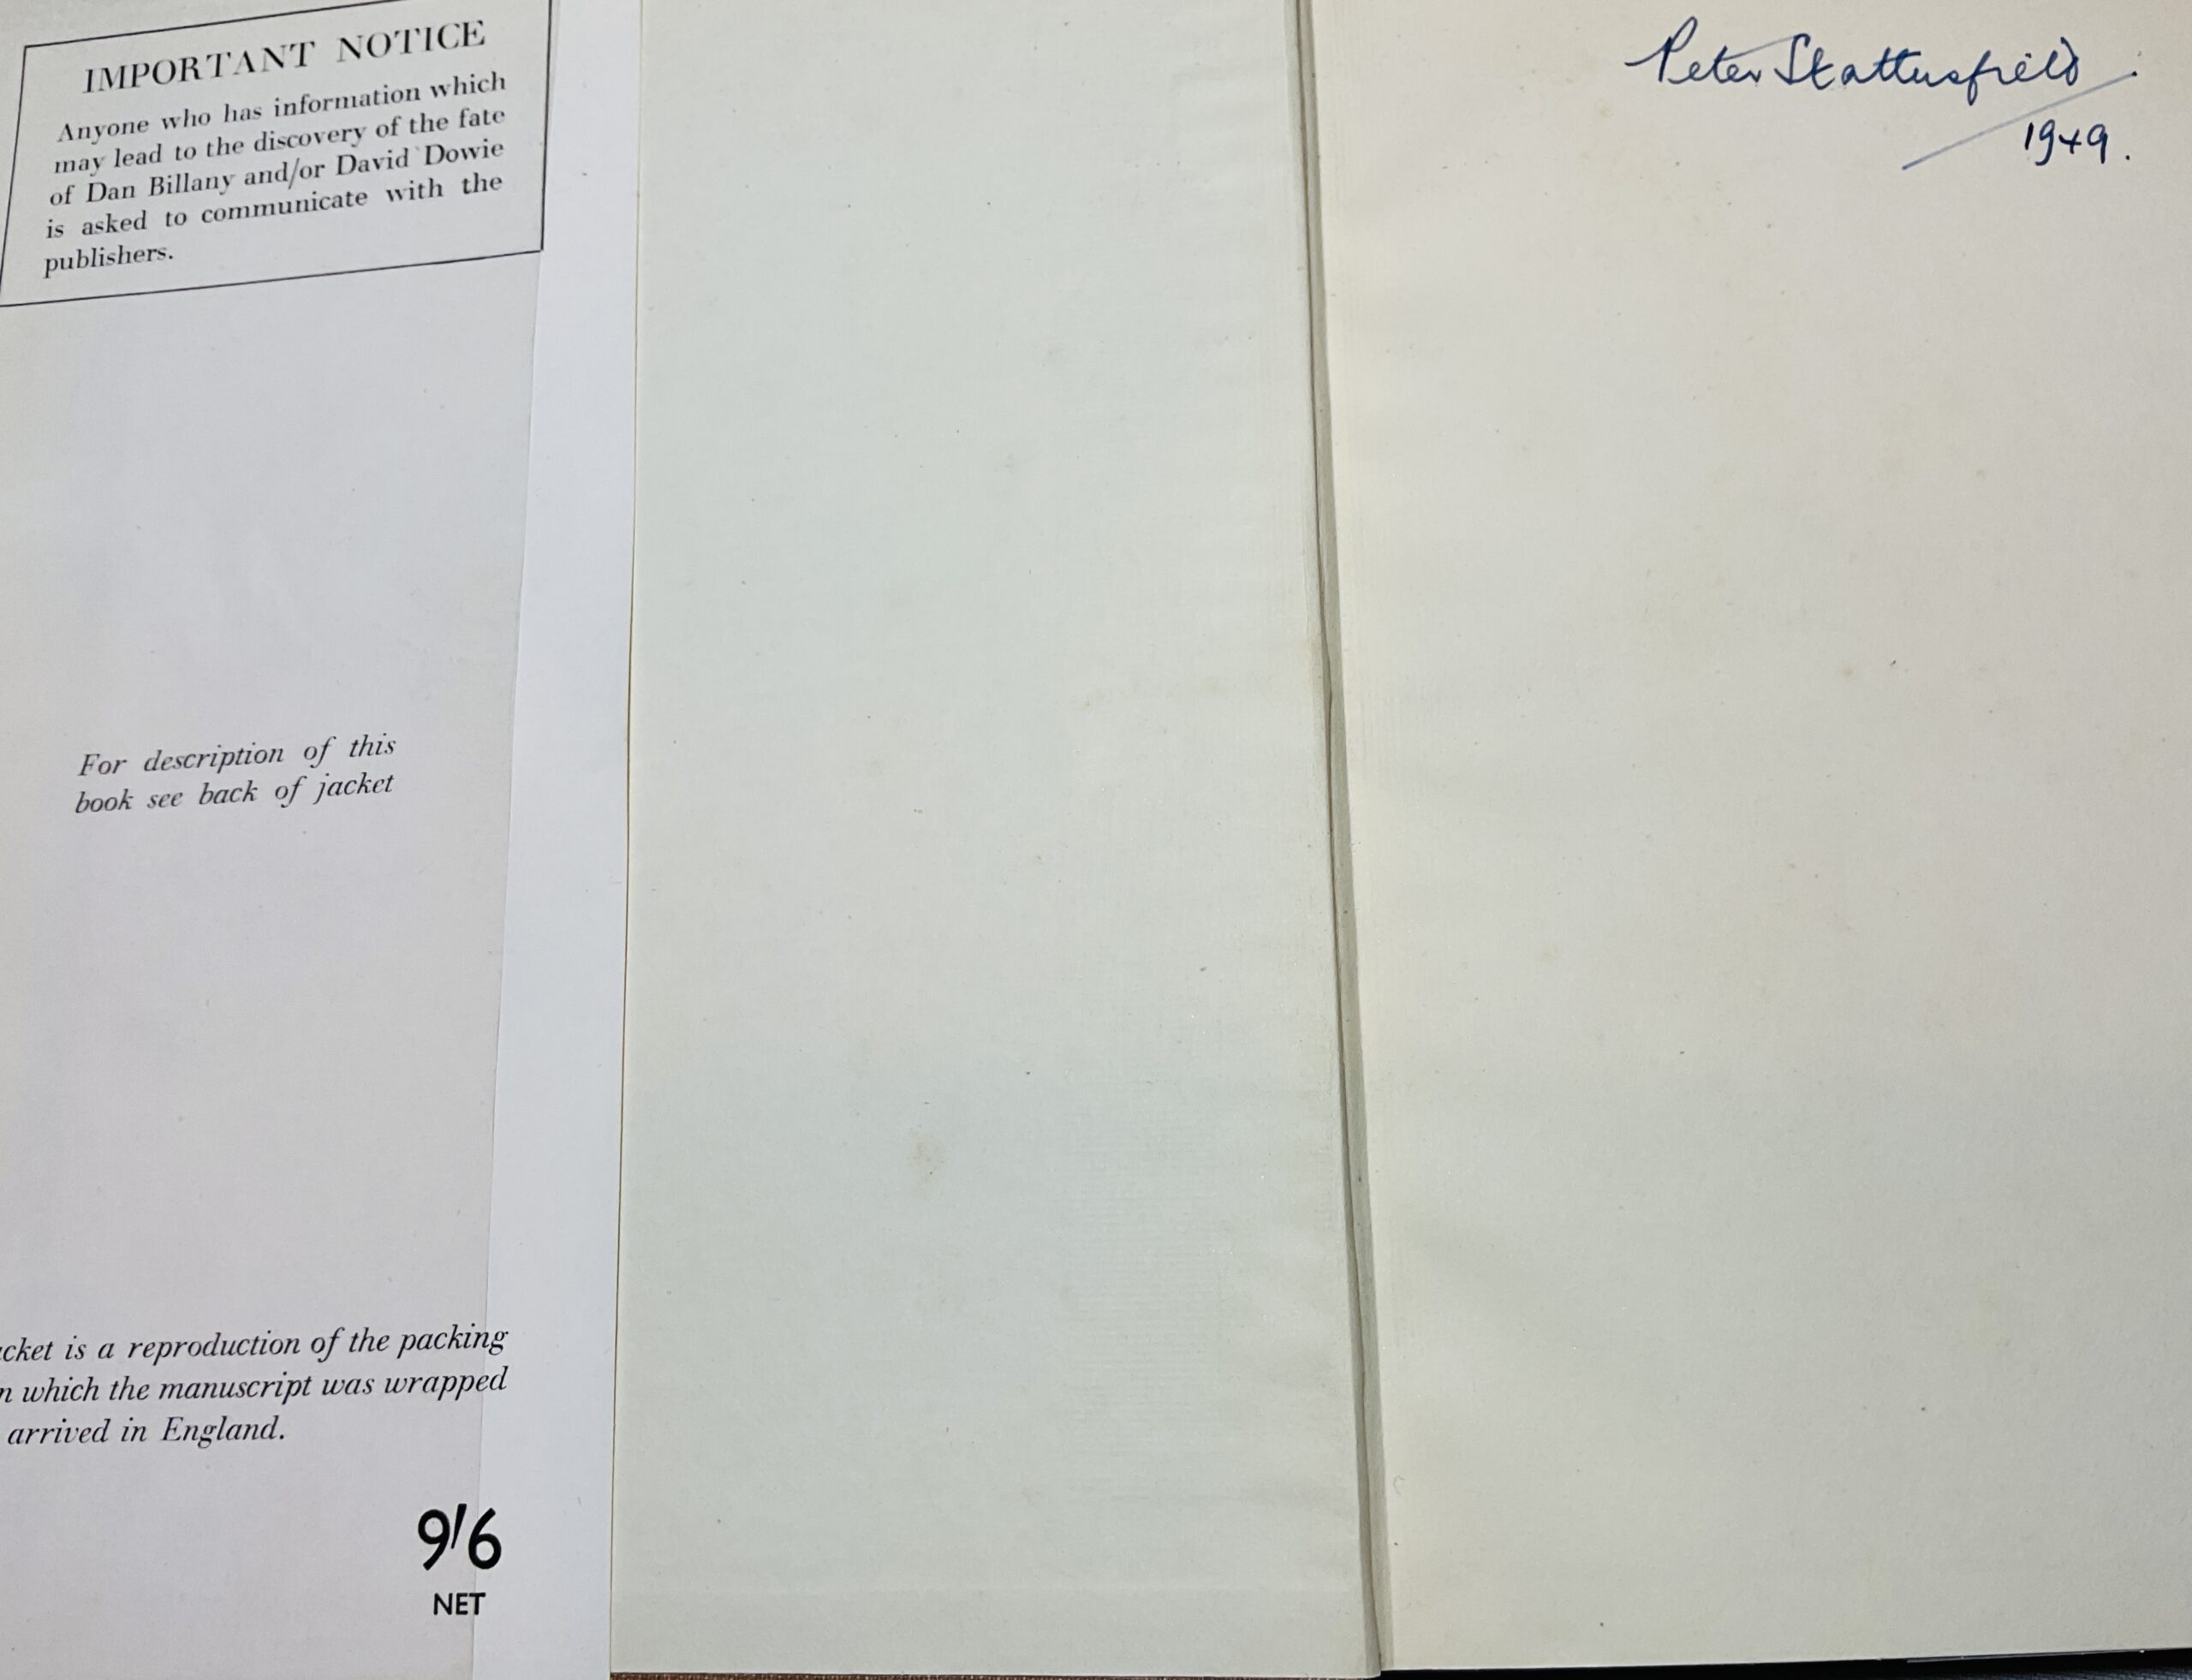 IMPORTANT NOTICE
Anyone who has information which
may lead to the discovery of the fate
of Dan Billany and/or David Dowie
is asked to communicate with the
publishers.
For description of this
book see back of jacket
cket is a reproduction of the packing
n which the manuscript was wrapped
arrived in England.
9/6
NET
Peter
1949.